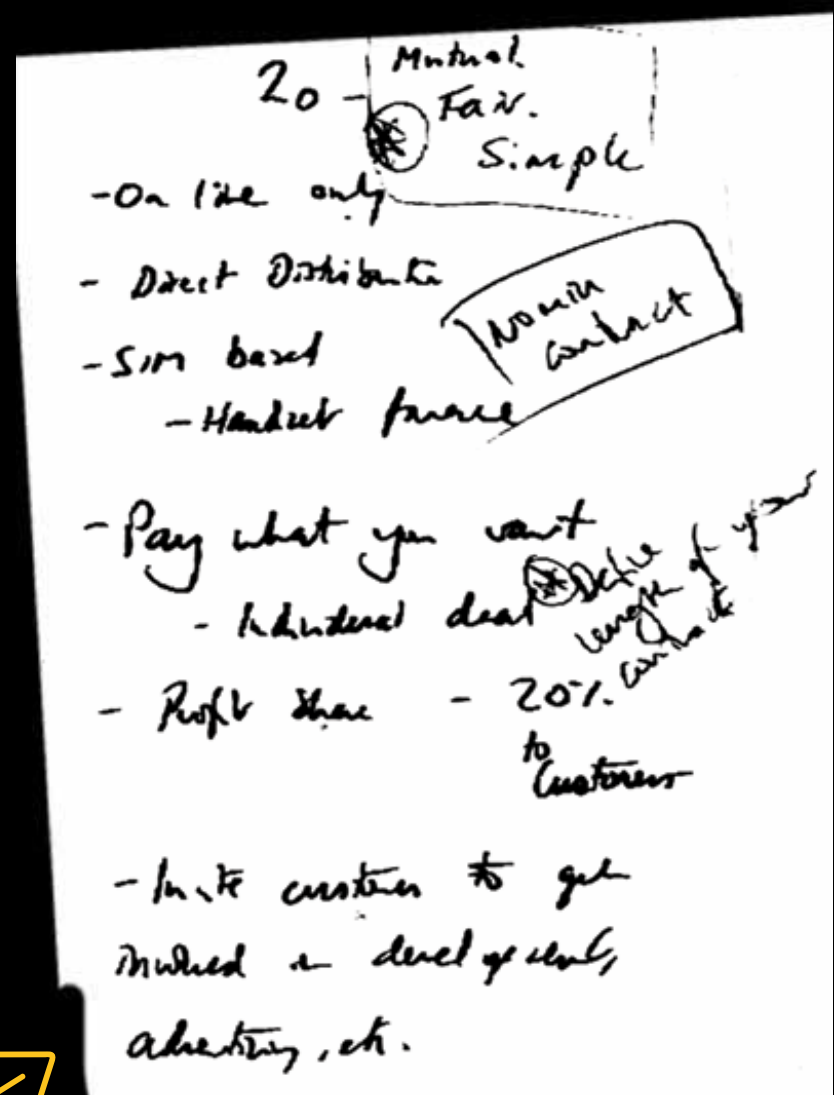 20 - Mutual
Fair.
Simple
- On line only
- Direct Distribution
No min
contract
- SIM based
- Handset finance
- Pay what you want
- Individual deal
Define
length of your
contract
- Profit share - 20%
to
Customers
- Invite customers to get
involved in development,
advertising, etc.